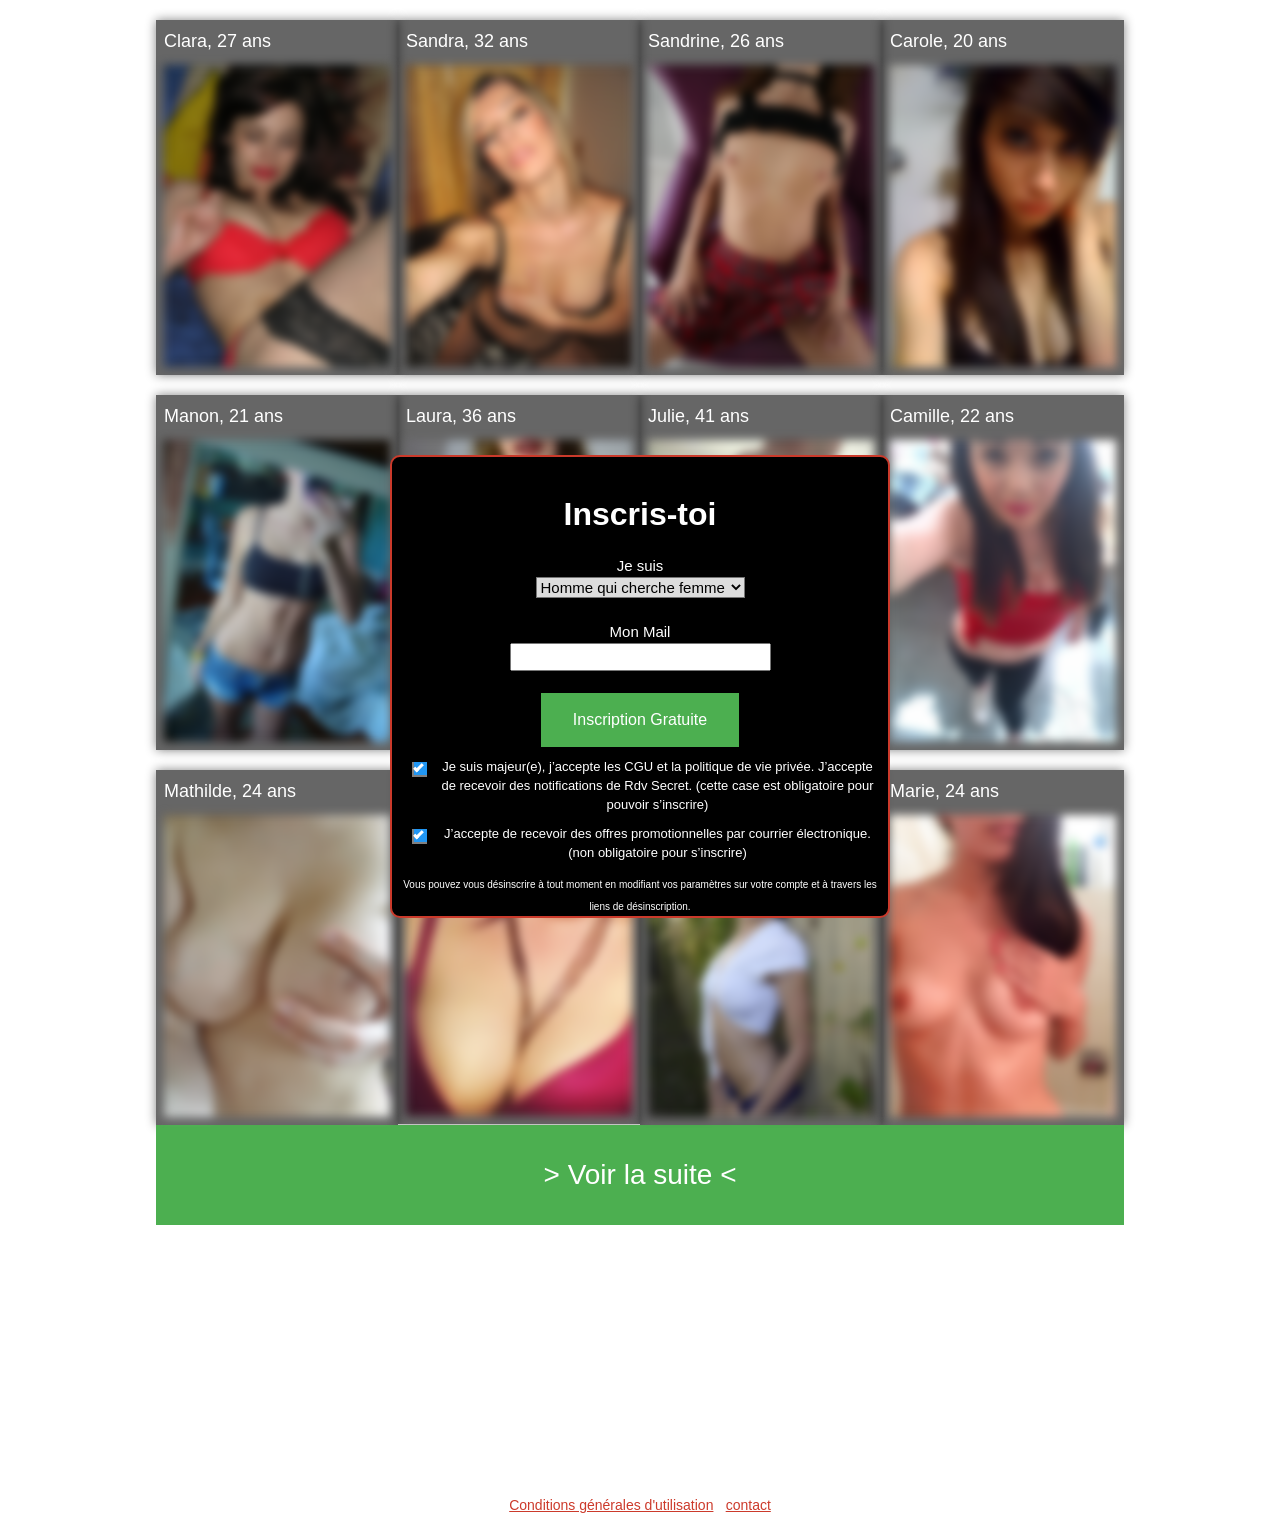 Clara, 27 ans
Sandra, 32 ans
Sandrine, 26 ans
Carole, 20 ans
Manon, 21 ans
Laura, 36 ans
Julie, 41 ans
Camille, 22 ans
Inscris-toi
Je suis
Homme qui cherche femme
Mon Mail
Inscription Gratuite
Je suis majeur(e), j’accepte les CGU et la politique de vie privée. J’accepte
de recevoir des notifications de Rdv Secret. (cette case est obligatoire pour
pouvoir s’inscrire)
J’accepte de recevoir des offres promotionnelles par courrier électronique.
(non obligatoire pour s’inscrire)
Vous pouvez vous désinscrire à tout moment en modifiant vos paramètres sur votre compte et à travers les
liens de désinscription.
Mathilde, 24 ans
Marie, 24 ans
> Voir la suite <
Conditions générales d'utilisation contact